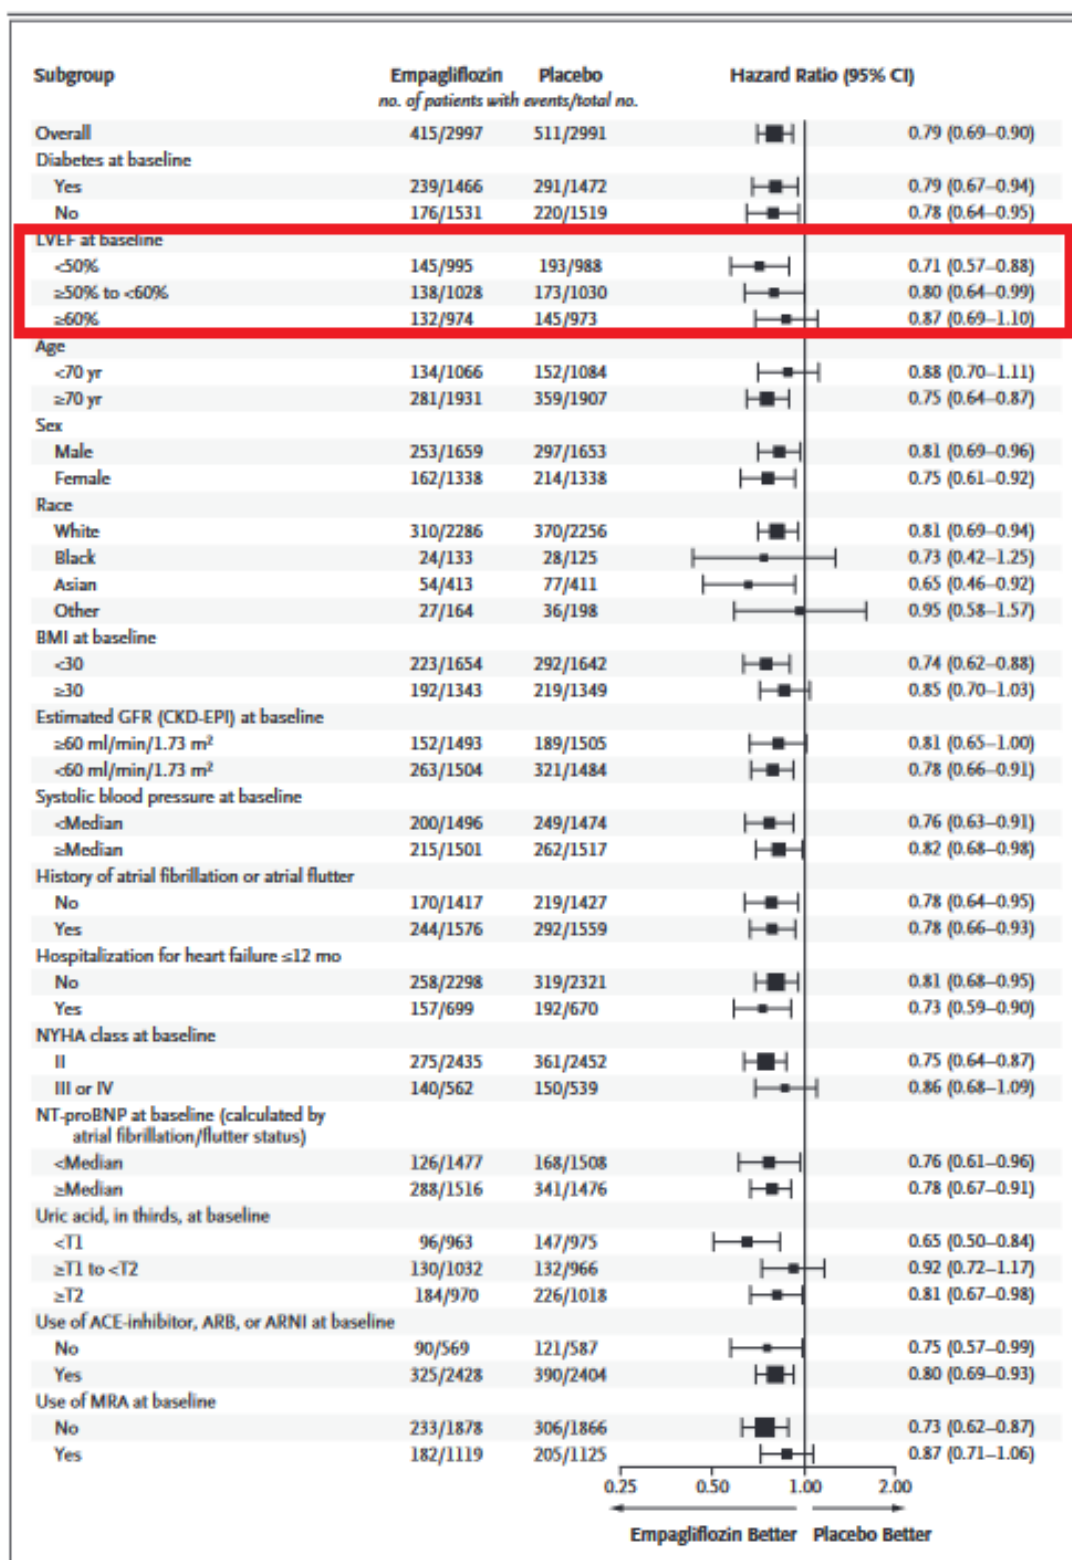 Subgroup Empagliflozin Placebo Hazard Ratio (95% CI)
no. of patients with events/total no.
Overall 415/2997 511/2991 0.79 (0.69–0.90)
Diabetes at baseline
Yes 239/1466 291/1472 0.79 (0.67–0.94)
No 176/1531 220/1519 0.78 (0.64–0.95)
LVEF at baseline
<50% 145/995 193/988 0.71 (0.57–0.88)
≥50% to <60% 138/1028 173/1030 0.80 (0.64–0.99)
≥60% 132/974 145/973 0.87 (0.69–1.10)
Age
<70 yr 134/1066 152/1084 0.88 (0.70–1.11)
≥70 yr 281/1931 359/1907 0.75 (0.64–0.87)
Sex
Male 253/1659 297/1653 0.81 (0.69–0.96)
Female 162/1338 214/1338 0.75 (0.61–0.92)
Race
White 310/2286 370/2256 0.81 (0.69–0.94)
Black 24/133 28/125 0.73 (0.42–1.25)
Asian 54/413 77/411 0.65 (0.46–0.92)
Other 27/164 36/198 0.95 (0.58–1.57)
BMI at baseline
<30 223/1654 292/1642 0.74 (0.62–0.88)
≥30 192/1343 219/1349 0.85 (0.70–1.03)
Estimated GFR (CKD-EPI) at baseline
≥60 ml/min/1.73 m² 152/1493 189/1505 0.81 (0.65–1.00)
<60 ml/min/1.73 m² 263/1504 321/1484 0.78 (0.66–0.91)
Systolic blood pressure at baseline
<Median 200/1496 249/1474 0.76 (0.63–0.91)
≥Median 215/1501 262/1517 0.82 (0.68–0.98)
History of atrial fibrillation or atrial flutter
No 170/1417 219/1427 0.78 (0.64–0.95)
Yes 244/1576 292/1559 0.78 (0.66–0.93)
Hospitalization for heart failure ≤12 mo
No 258/2298 319/2321 0.81 (0.68–0.95)
Yes 157/699 192/670 0.73 (0.59–0.90)
NYHA class at baseline
II 275/2435 361/2452 0.75 (0.64–0.87)
III or IV 140/562 150/539 0.86 (0.68–1.09)
NT-proBNP at baseline (calculated by
atrial fibrillation/flutter status)
<Median 126/1477 168/1508 0.76 (0.61–0.96)
≥Median 288/1516 341/1476 0.78 (0.67–0.91)
Uric acid, in thirds, at baseline
<T1 96/963 147/975 0.65 (0.50–0.84)
≥T1 to <T2 130/1032 132/966 0.92 (0.72–1.17)
≥T2 184/970 226/1018 0.81 (0.67–0.98)
Use of ACE-inhibitor, ARB, or ARNI at baseline
No 90/569 121/587 0.75 (0.57–0.99)
Yes 325/2428 390/2404 0.80 (0.69–0.93)
Use of MRA at baseline
No 233/1878 306/1866 0.73 (0.62–0.87)
Yes 182/1119 205/1125 0.87 (0.71–1.06)
0.25 0.50 1.00 2.00
Empagliflozin Better Placebo Better